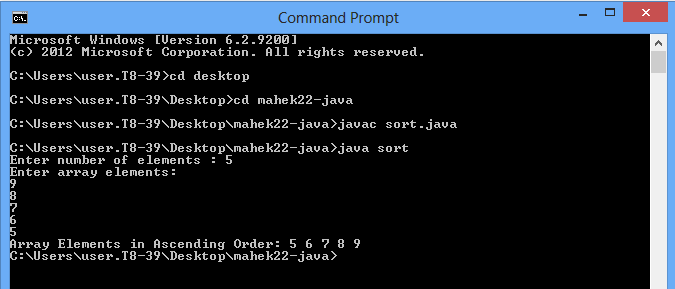 Command Prompt
Microsoft Windows [Version 6.2.9200]
(c) 2012 Microsoft Corporation. All rights reserved.
C:\Users\user.T8-39>cd desktop
C:\Users\user.T8-39\Desktop>cd mahek22-java
C:\Users\user.T8-39\Desktop\mahek22-java>javac sort.java
C:\Users\user.T8-39\Desktop\mahek22-java>java sort
Enter number of elements : 5
Enter array elements:
9
8
7
6
5
Array Elements in Ascending Order: 5 6 7 8 9
C:\Users\user.T8-39\Desktop\mahek22-java>